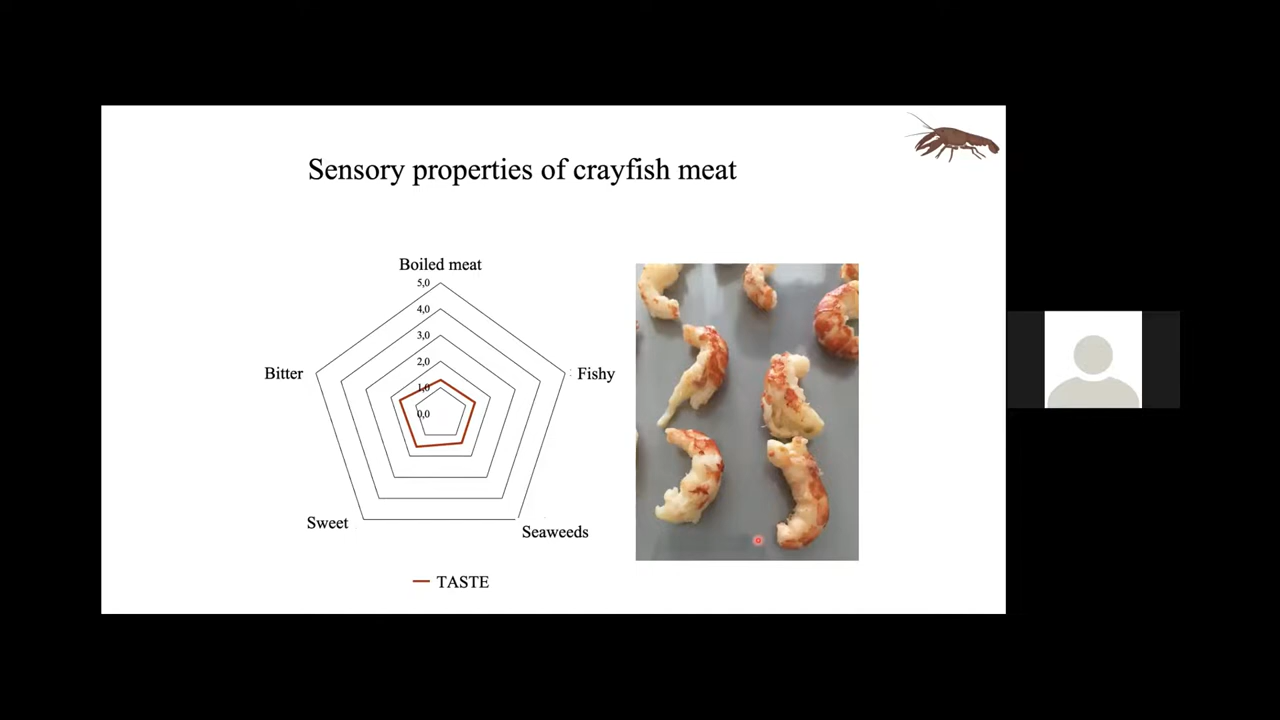 Sensory properties of crayfish meat
Boiled meat
5,0
4,0
3,0
2,0
1,0
0,0
Bitter
Fishy
Sweet
Seaweeds
TASTE